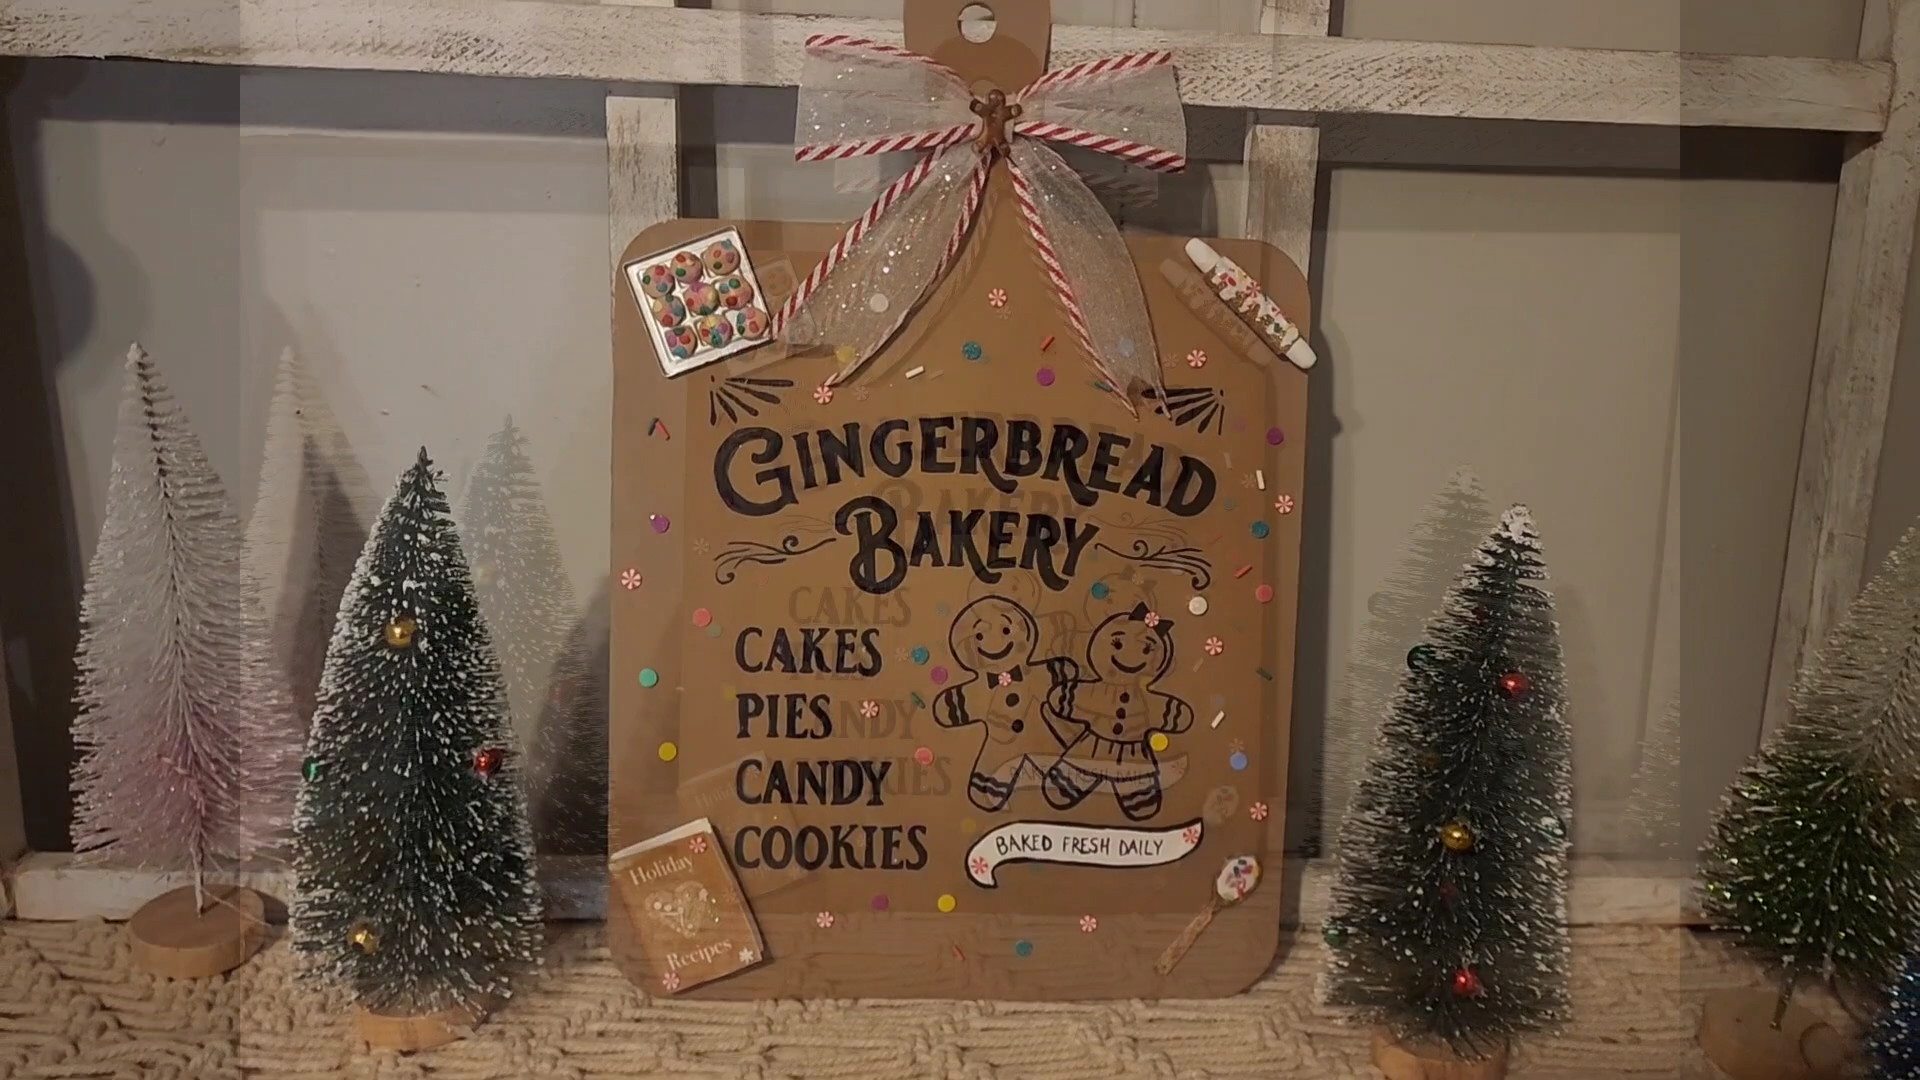 GINGERBREAD
BAKERY
CAKES
PIES
CANDY
COOKIES
BAKED FRESH DAILY
Holiday
Recipes